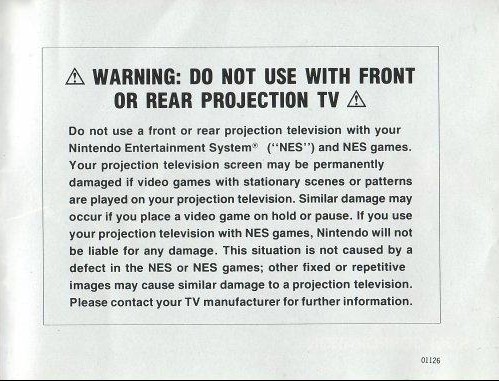 ⚠ WARNING: DO NOT USE WITH FRONT
OR REAR PROJECTION TV ⚠
Do not use a front or rear projection television with your
Nintendo Entertainment System® (“NES”) and NES games.
Your projection television screen may be permanently
damaged if video games with stationary scenes or patterns
are played on your projection television. Similar damage may
occur if you place a video game on hold or pause. If you use
your projection television with NES games, Nintendo will not
be liable for any damage. This situation is not caused by a
defect in the NES or NES games; other fixed or repetitive
images may cause similar damage to a projection television.
Please contact your TV manufacturer for further information.
01126